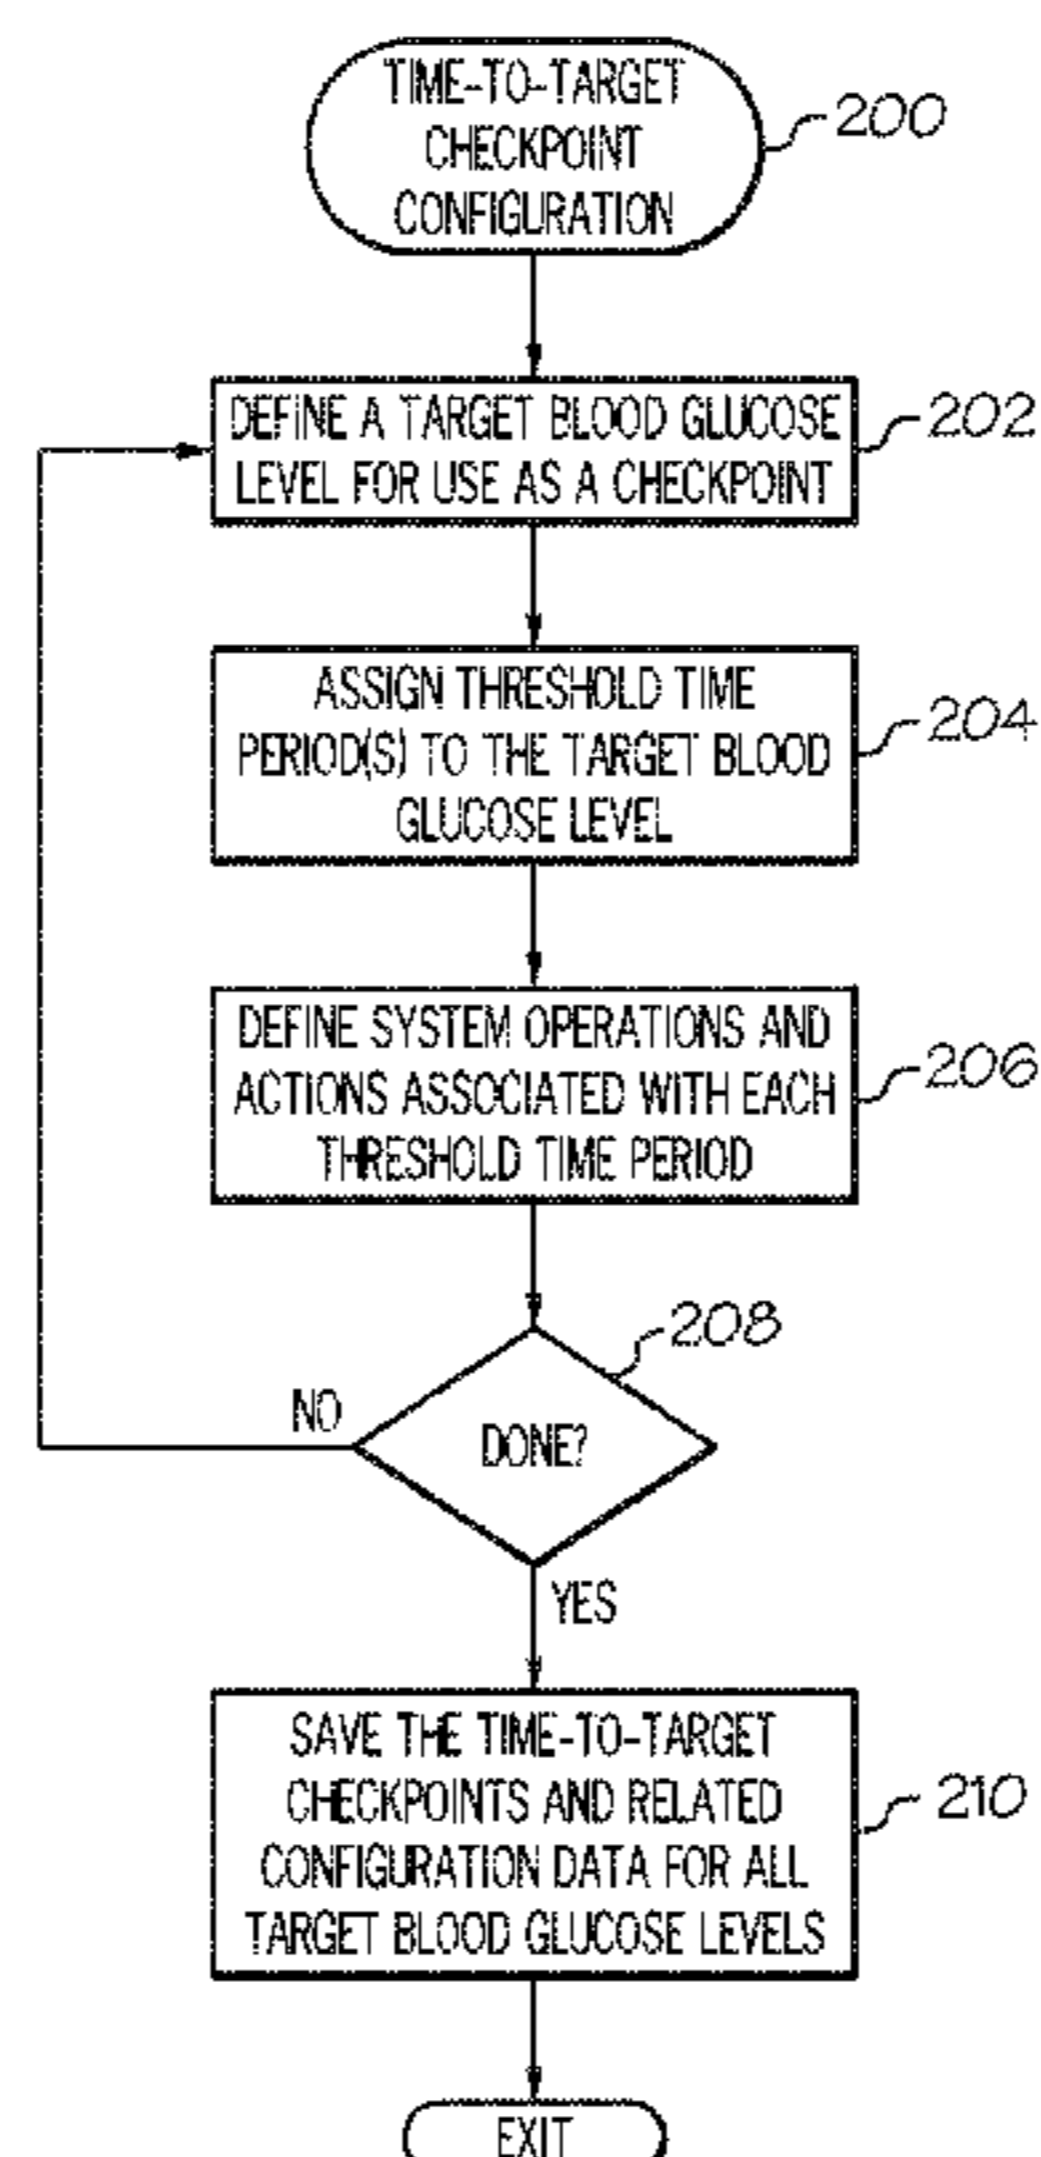 TIME-TO-TARGET
CHECKPOINT
CONFIGURATION
200
DEFINE A TARGET BLOOD GLUCOSE
LEVEL FOR USE AS A CHECKPOINT
202
ASSIGN THRESHOLD TIME
PERIOD(S) TO THE TARGET BLOOD
GLUCOSE LEVEL
204
DEFINE SYSTEM OPERATIONS AND
ACTIONS ASSOCIATED WITH EACH
THRESHOLD TIME PERIOD
206
208
NO
DONE?
YES
SAVE THE TIME-TO-TARGET
CHECKPOINTS AND RELATED
CONFIGURATION DATA FOR ALL
TARGET BLOOD GLUCOSE LEVELS
210
EXIT